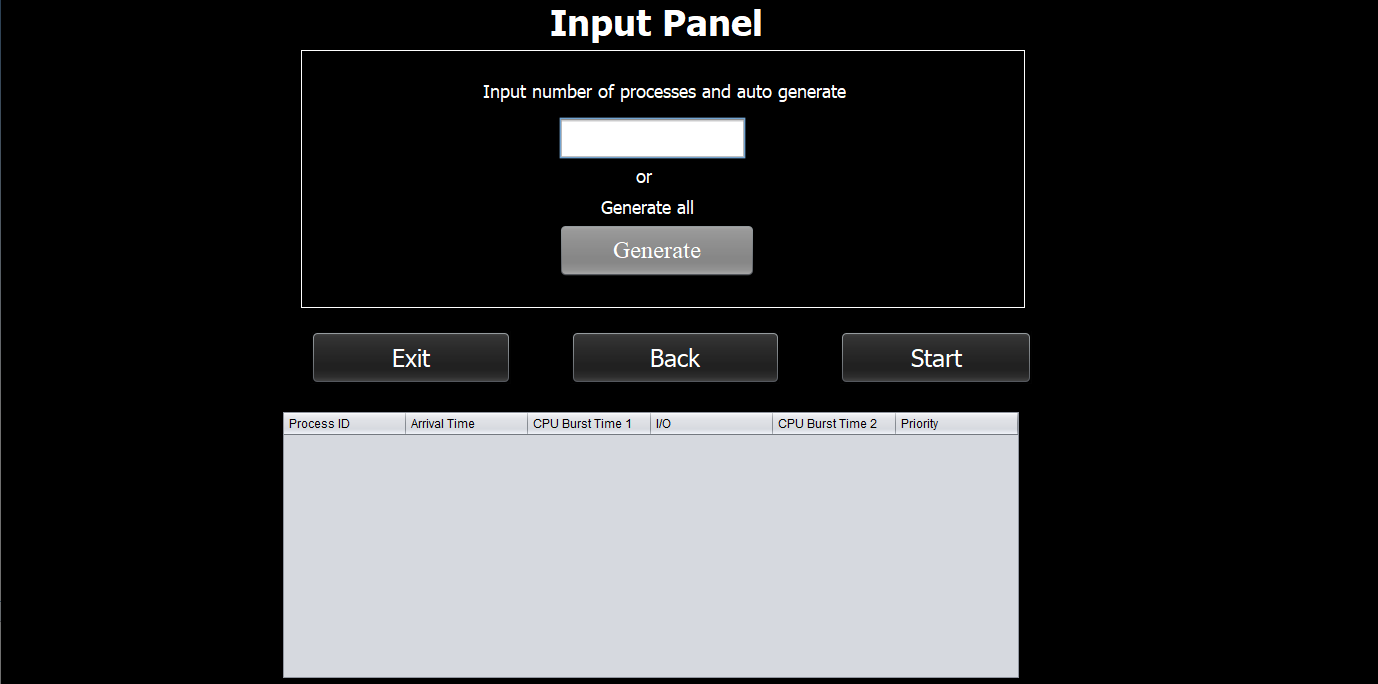 Input Panel
Input number of processes and auto generate
or
Generate all
Generate
Exit Back Start
Process ID Arrival Time CPU Burst Time 1 I/O CPU Burst Time 2 Priority